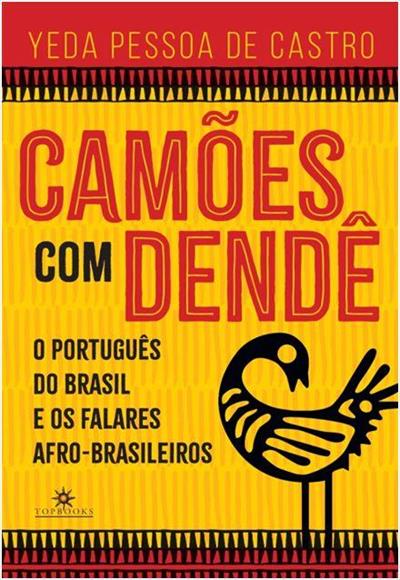 YEDA PESSOA DE CASTRO
CAMÕES
COM DENDÊ
O PORTUGUÊS
DO BRASIL
E OS FALARES
AFRO-BRASILEIROS
TOPBOOKS